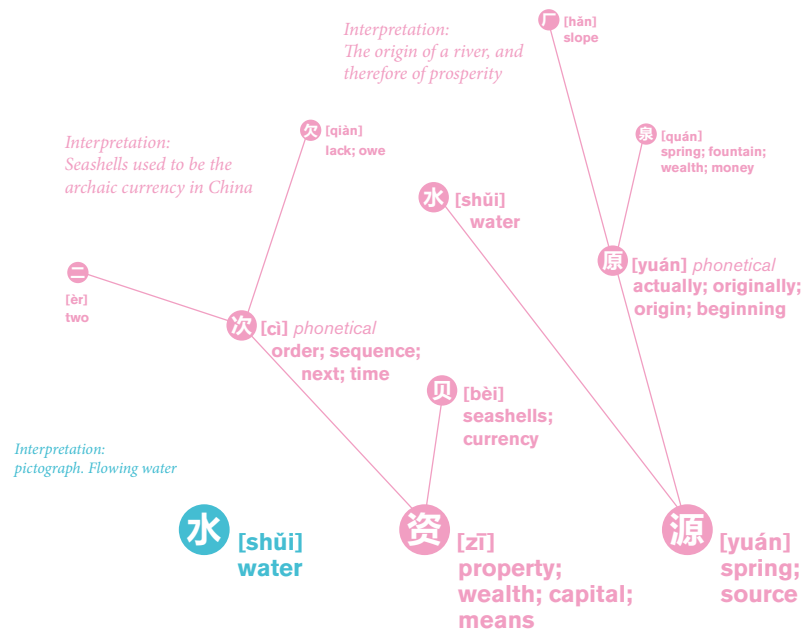 Interpretation:
The origin of a river, and
therefore of prosperity
厂 [hǎn]
slope
Interpretation:
Seashells used to be the
archaic currency in China
欠 [qiàn]
lack; owe
泉 [quán]
spring; fountain;
wealth; money
水 [shǔi]
water
二
[èr]
two
原 [yuán] phonetical
actually; originally;
origin; beginning
次 [cì] phonetical
order; sequence;
next; time
贝 [bèi]
seashells;
currency
Interpretation:
pictograph. Flowing water
水 [shǔi]
water
资 [zī]
property;
wealth; capital;
means
源 [yuán]
spring;
source